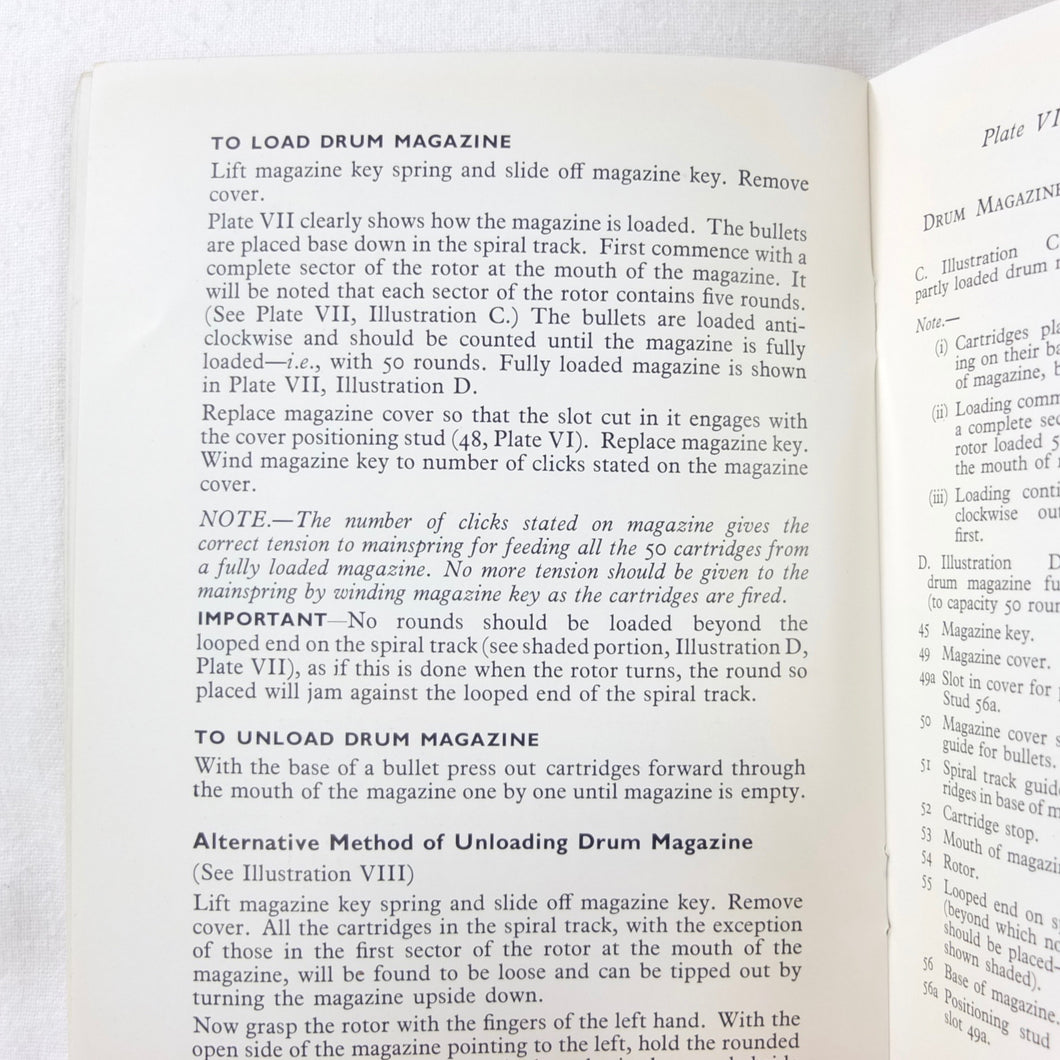 TO LOAD DRUM MAGAZINE
Lift magazine key spring and slide off magazine key. Remove
cover.
Plate VII clearly shows how the magazine is loaded. The bullets
are placed base down in the spiral track. First commence with a
complete sector of the rotor at the mouth of the magazine. It
will be noted that each sector of the rotor contains five rounds.
(See Plate VII, Illustration C.) The bullets are loaded anti-
clockwise and should be counted until the magazine is fully
loaded—i.e., with 50 rounds. Fully loaded magazine is shown
in Plate VII, Illustration D.
Replace magazine cover so that the slot cut in it engages with
the cover positioning stud (48, Plate VI). Replace magazine key.
Wind magazine key to number of clicks stated on the magazine
cover.
NOTE.—The number of clicks stated on magazine gives the
correct tension to mainspring for feeding all the 50 cartridges from
a fully loaded magazine. No more tension should be given to the
mainspring by winding magazine key as the cartridges are fired.
IMPORTANT—No rounds should be loaded beyond the
looped end on the spiral track (see shaded portion, Illustration D,
Plate VII), as if this is done when the rotor turns, the round so
placed will jam against the looped end of the spiral track.
TO UNLOAD DRUM MAGAZINE
With the base of a bullet press out cartridges forward through
the mouth of the magazine one by one until magazine is empty.
Alternative Method of Unloading Drum Magazine
(See Illustration VIII)
Lift magazine key spring and slide off magazine key. Remove
cover. All the cartridges in the spiral track, with the exception
of those in the first sector of the rotor at the mouth of the
magazine, will be found to be loose and can be tipped out by
turning the magazine upside down.
Now grasp the rotor with the fingers of the left hand. With the
open side of the magazine pointing to the left, hold the rounded
Plate VI
DRUM MAGAZINE
C. Illustration C
partly loaded drum
Note.—
(i) Cartridges
ing on their
of magazine,
(ii) Loading
a complete
rotor loaded 5
the mouth of
(iii) Loading
clockwise
first.
D. Illustration D
drum magazine
(to capacity 50
45 Magazine key.
49 Magazine cover.
49a Slot in cover for
Stud 56a.
50 Magazine cover
guide for bullets.
51 Spiral track
ridges in base of
52 Cartridge stop.
53 Mouth of
54 Rotor.
55 Looped end on
(beyond which
should be placed—
shown shaded).
56 Base of magazine.
56a Positioning stud
slot 49a.